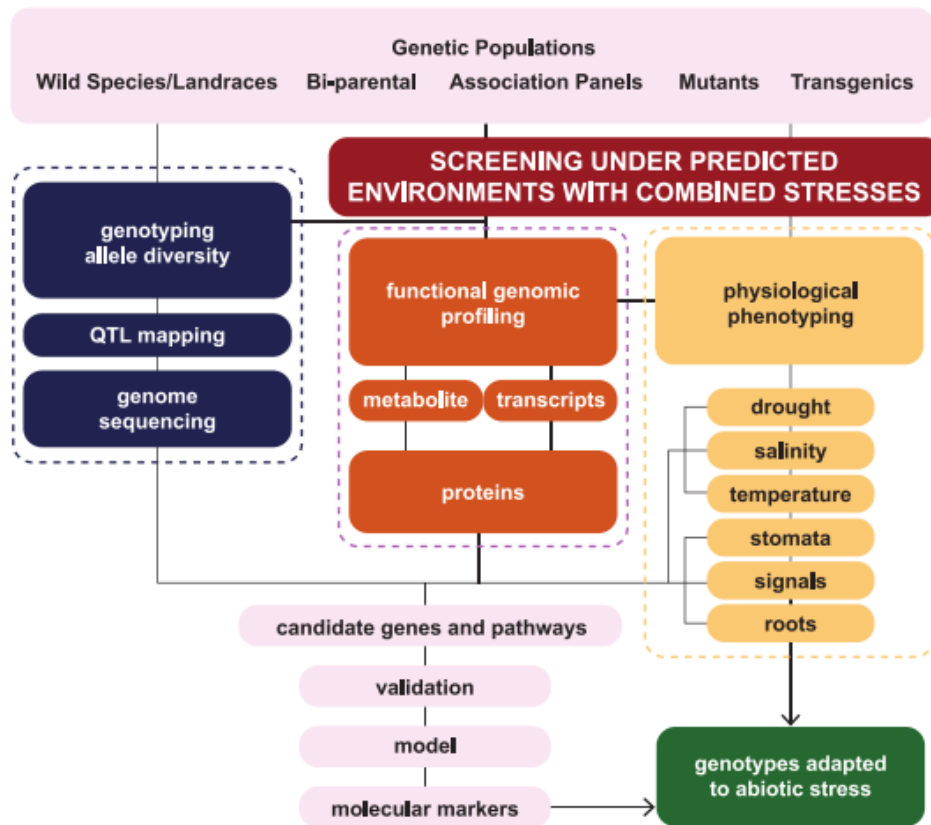 Genetic Populations
Wild Species/Landraces Bi-parental Association Panels Mutants Transgenics
SCREENING UNDER PREDICTED
ENVIRONMENTS WITH COMBINED STRESSES
genotyping
allele diversity
QTL mapping
genome
sequencing
functional genomic
profiling
metabolite
transcripts
proteins
physiological
phenotyping
drought
salinity
temperature
stomata
signals
roots
candidate genes and pathways
validation
model
molecular markers
genotypes adapted
to abiotic stress